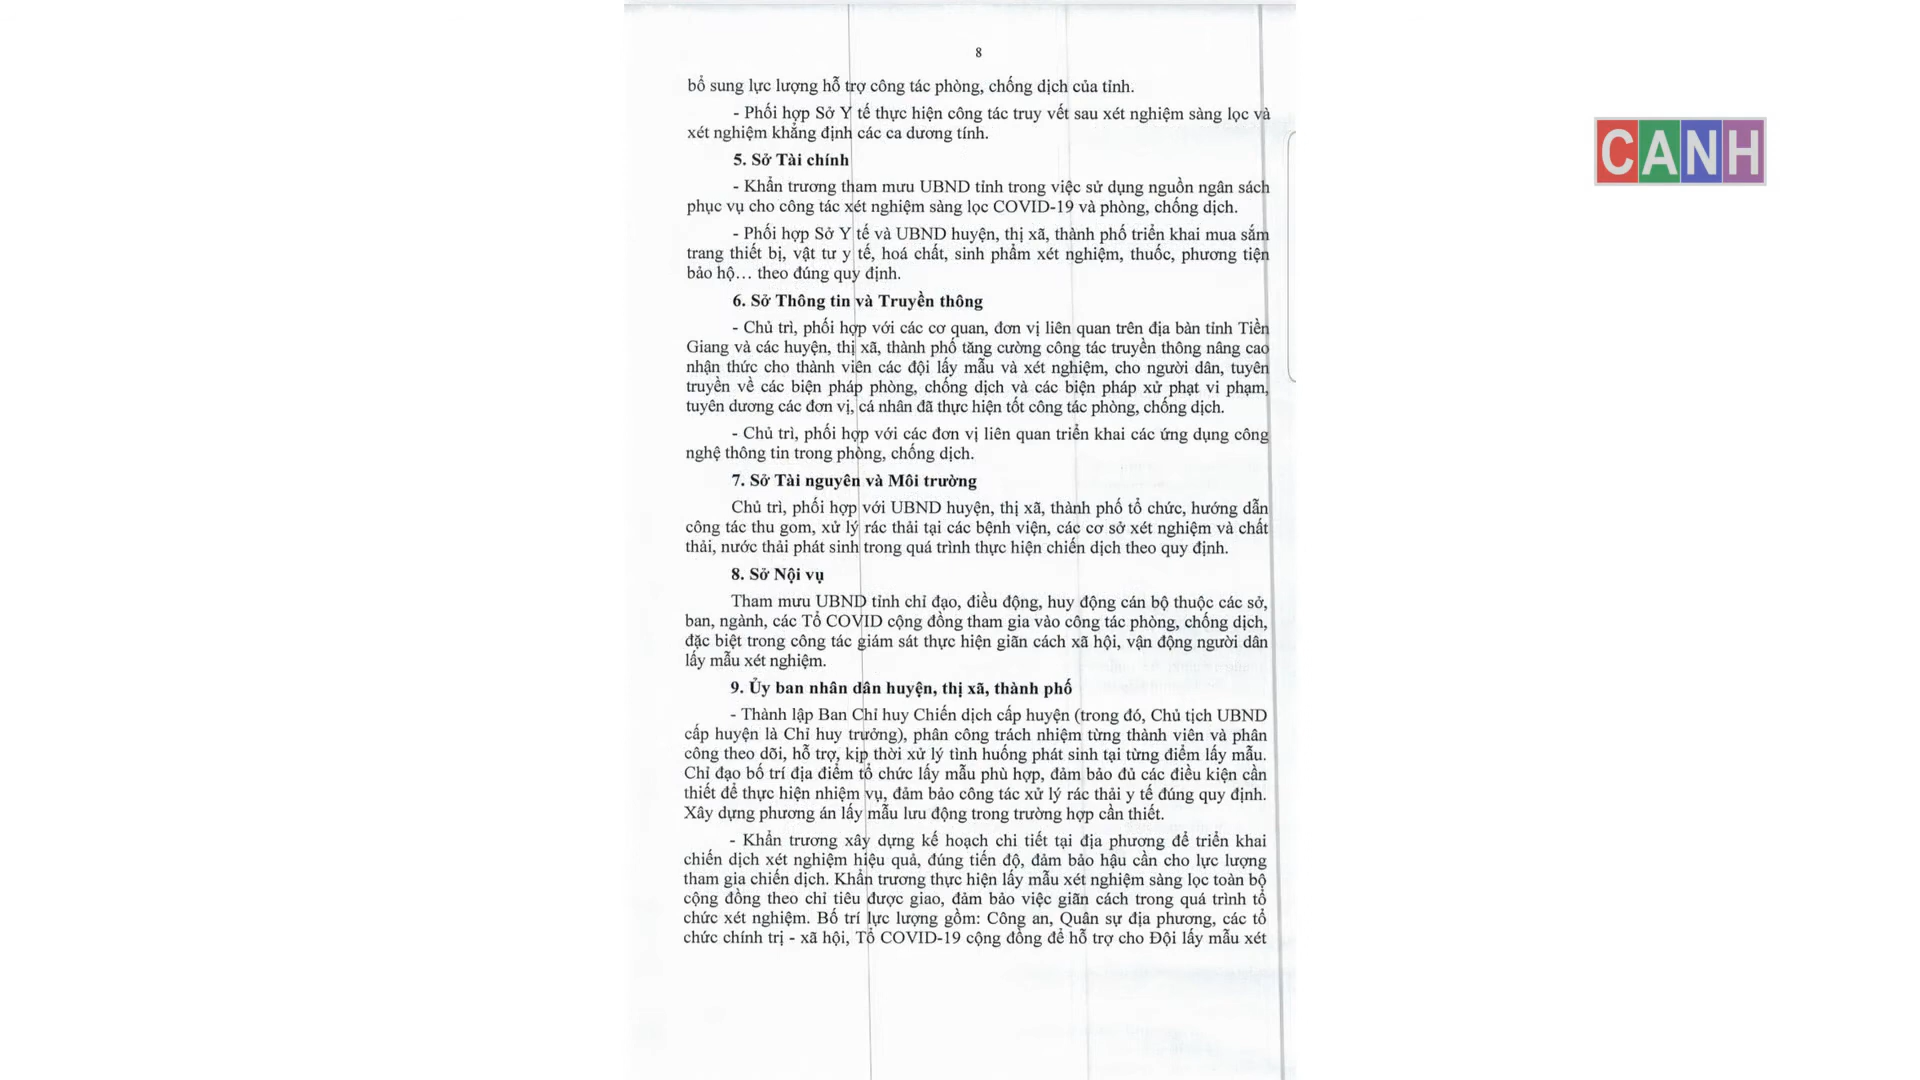 8
bổ sung lực lượng hỗ trợ công tác phòng, chống dịch của tỉnh.
- Phối hợp Sở Y tế thực hiện công tác truy vết sau xét nghiệm sàng lọc và
xét nghiệm khẳng định các ca dương tính.
5. Sở Tài chính
- Khẩn trương tham mưu UBND tỉnh trong việc sử dụng nguồn ngân sách
phục vụ cho công tác xét nghiệm sàng lọc COVID-19 và phòng, chống dịch.
- Phối hợp Sở Y tế và UBND huyện, thị xã, thành phố triển khai mua sắm
trang thiết bị, vật tư y tế, hoá chất, sinh phẩm xét nghiệm, thuốc, phương tiện
bảo hộ… theo đúng quy định.
6. Sở Thông tin và Truyền thông
- Chủ trì, phối hợp với các cơ quan, đơn vị liên quan trên địa bàn tỉnh Tiền
Giang và các huyện, thị xã, thành phố tăng cường công tác truyền thông nâng cao
nhận thức cho thành viên các đội lấy mẫu và xét nghiệm, cho người dân, tuyên
truyền về các biện pháp phòng, chống dịch và các biện pháp xử phạt vi phạm,
tuyên dương các đơn vị, cá nhân đã thực hiện tốt công tác phòng, chống dịch.
- Chủ trì, phối hợp với các đơn vị liên quan triển khai các ứng dụng công
nghệ thông tin trong phòng, chống dịch.
7. Sở Tài nguyên và Môi trường
Chủ trì, phối hợp với UBND huyện, thị xã, thành phố tổ chức, hướng dẫn
công tác thu gom, xử lý rác thải tại các bệnh viện, các cơ sở xét nghiệm và chất
thải, nước thải phát sinh trong quá trình thực hiện chiến dịch theo quy định.
8. Sở Nội vụ
Tham mưu UBND tỉnh chỉ đạo, điều động, huy động cán bộ thuộc các sở,
ban, ngành, các Tổ COVID cộng đồng tham gia vào công tác phòng, chống dịch,
đặc biệt trong công tác giám sát thực hiện giãn cách xã hội, vận động người dân
lấy mẫu xét nghiệm.
9. Ủy ban nhân dân huyện, thị xã, thành phố
- Thành lập Ban Chỉ huy Chiến dịch cấp huyện (trong đó, Chủ tịch UBND
cấp huyện là Chỉ huy trưởng), phân công trách nhiệm từng thành viên và phân
công theo dõi, hỗ trợ, kịp thời xử lý tình huống phát sinh tại từng điểm lấy mẫu.
Chỉ đạo bố trí địa điểm tổ chức lấy mẫu phù hợp, đảm bảo đủ các điều kiện cần
thiết để thực hiện nhiệm vụ, đảm bảo công tác xử lý rác thải y tế đúng quy định.
Xây dựng phương án lấy mẫu lưu động trong trường hợp cần thiết.
- Khẩn trương xây dựng kế hoạch chi tiết tại địa phương để triển khai
chiến dịch xét nghiệm hiệu quả, đúng tiến độ, đảm bảo hậu cần cho lực lượng
tham gia chiến dịch. Khẩn trương thực hiện lấy mẫu xét nghiệm sàng lọc toàn bộ
cộng đồng theo chỉ tiêu được giao, đảm bảo việc giãn cách trong quá trình tổ
chức xét nghiệm. Bố trí lực lượng gồm: Công an, Quân sự địa phương, các tổ
chức chính trị - xã hội, Tổ COVID-19 cộng đồng để hỗ trợ cho Đội lấy mẫu xét
CANH